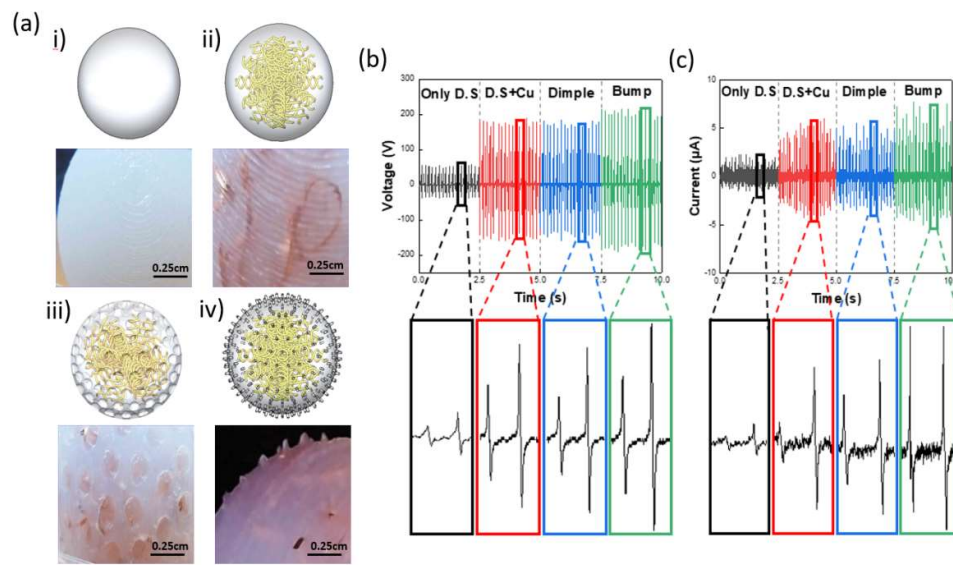 (a)
i)
ii)
0.25cm
0.25cm
iii)
iv)
0.25cm
0.25cm
(b)
300
200
100
0
-100
-200
Voltage (V)
Only D.S
D.S+Cu
Dimple
Bump
0.0
2.5
5.0
7.5
10.0
Time (s)
(c)
10
5
0
-5
-10
Current (µA)
Only D.S
D.S+Cu
Dimple
Bump
0.0
2.5
5.0
7.5
10.0
Time (s)